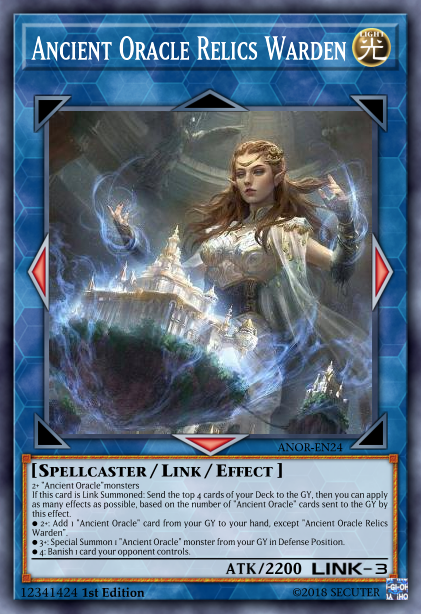 ANCIENT ORACLE RELICS WARDEN
LIGHT
光
ANOR-EN24
[SPELLCASTER / LINK / EFFECT ]
2+ "Ancient Oracle"monsters
If this card is Link Summoned: Send the top 4 cards of your Deck to the GY, then you can apply
as many effects as possible, based on the number of "Ancient Oracle" cards sent to the GY by
this effect.
● 2+: Add 1 "Ancient Oracle" card from your GY to your hand, except "Ancient Oracle Relics
Warden".
● 3+: Special Summon 1 "Ancient Oracle" monster from your GY in Defense Position.
● 4: Banish 1 card your opponent controls.
ATK/2200 LINK-3
12341424 1st Edition
©2018 SECUTER